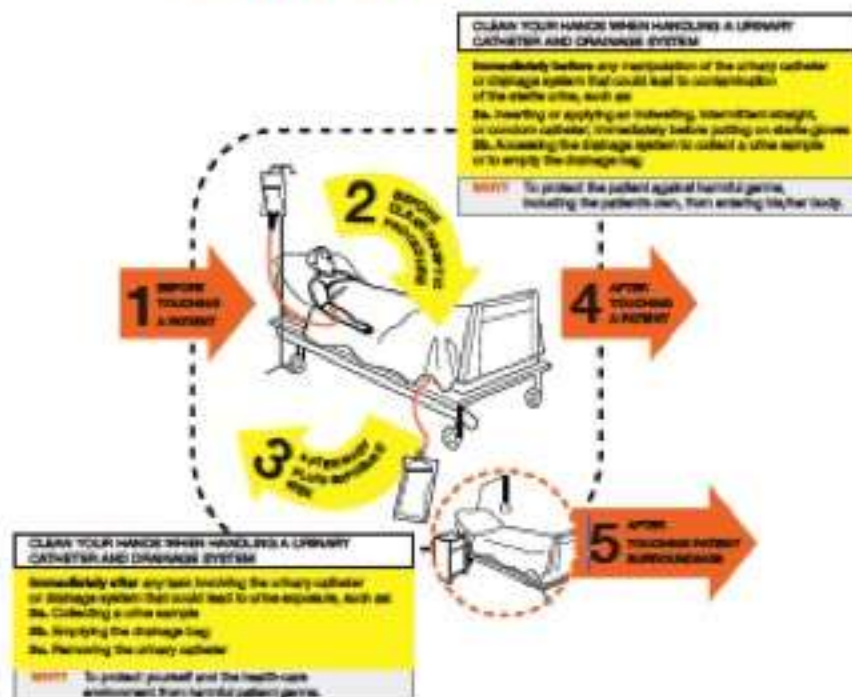 CLEAN YOUR HANDS WHEN HANDLING A URINARY
CATHETER AND DRAINAGE SYSTEM
Immediately before any manipulation of the urinary catheter
or drainage system that could lead to contamination
of the sterile urine, such as:
2a. Inserting or applying an indwelling, intermittent straight,
or condom catheter, immediately before putting on sterile gloves
2b. Accessing the drainage system to collect a urine sample
or to empty the drainage bag
WHY? To protect the patient against harmful germs,
including the patient's own, from entering his/her body.
1 BEFORE
TOUCHING
A PATIENT
2 BEFORE
CLEAN/ASEPTIC
PROCEDURE
4 AFTER
TOUCHING
A PATIENT
3 AFTER BODY
FLUID EXPOSURE
RISK
5 AFTER
TOUCHING PATIENT
SURROUNDINGS
CLEAN YOUR HANDS WHEN HANDLING A URINARY
CATHETER AND DRAINAGE SYSTEM
Immediately after any task involving the urinary catheter
or drainage system that could lead to urine exposure, such as:
3a. Collecting a urine sample
3b. Emptying the drainage bag
3c. Removing the urinary catheter
WHY? To protect yourself and the health-care
environment from harmful patient germs.